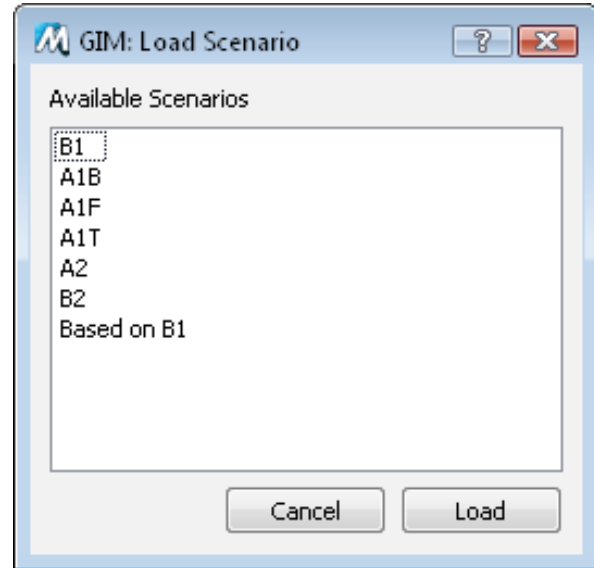 GIM: Load Scenario
Available Scenarios
B1
A1B
A1F
A1T
A2
B2
Based on B1
Cancel Load